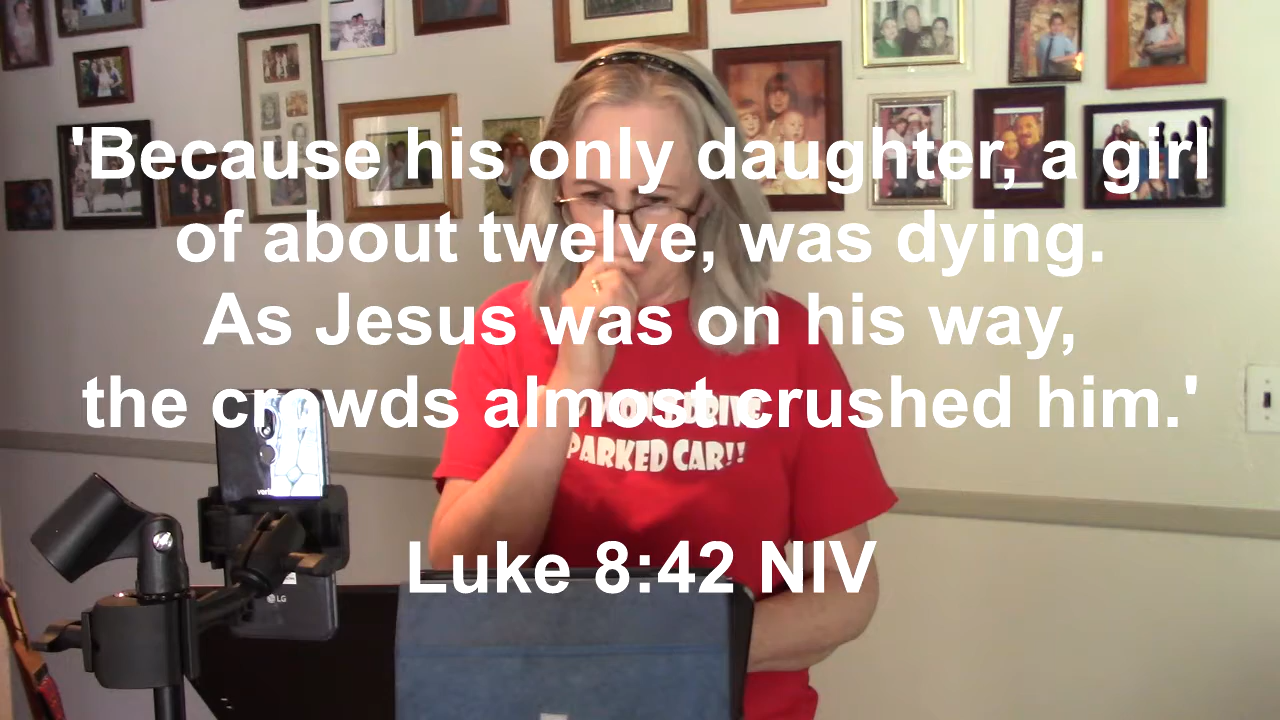 'Because his only daughter, a girl
of about twelve, was dying.
As Jesus was on his way,
the crowds almost crushed him.'
Luke 8:42 NIV
DRIVE
PARKED CAR!!
LG